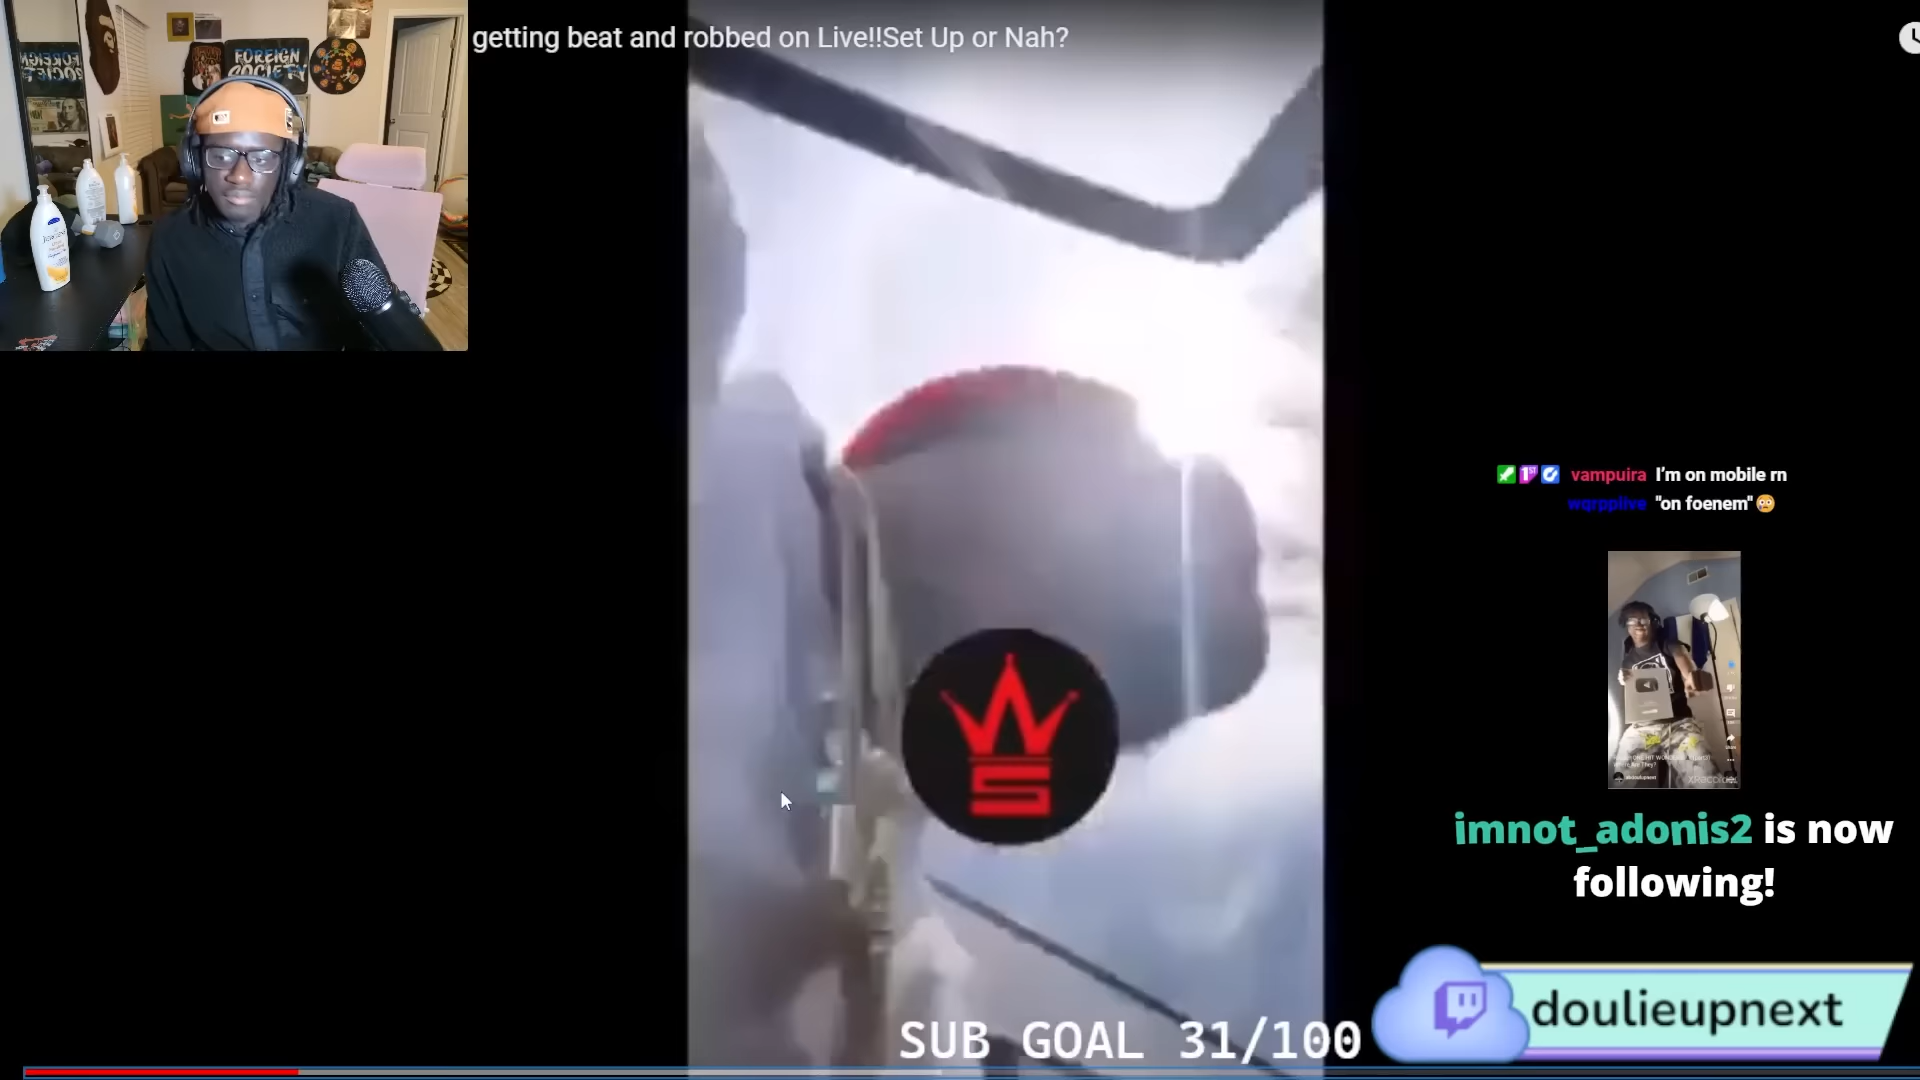 getting beat and robbed on Live!!Set Up or Nah?
FOREIGN
SOCIETY
vampuira I'm on mobile rn
wqrpplive "on foenem"😳
imnot_adonis2 is now
following!
doulieupnext
SUB GOAL 31/100